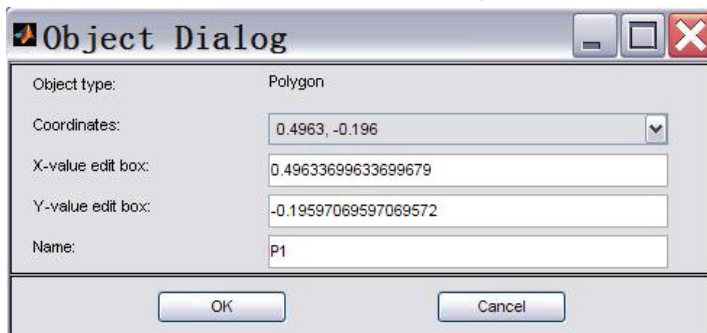 Object Dialog
Object type: Polygon
Coordinates: 0.4963, -0.196
X-value edit box: 0.49633699633699679
Y-value edit box: -0.19597069597069572
Name: P1
OK Cancel